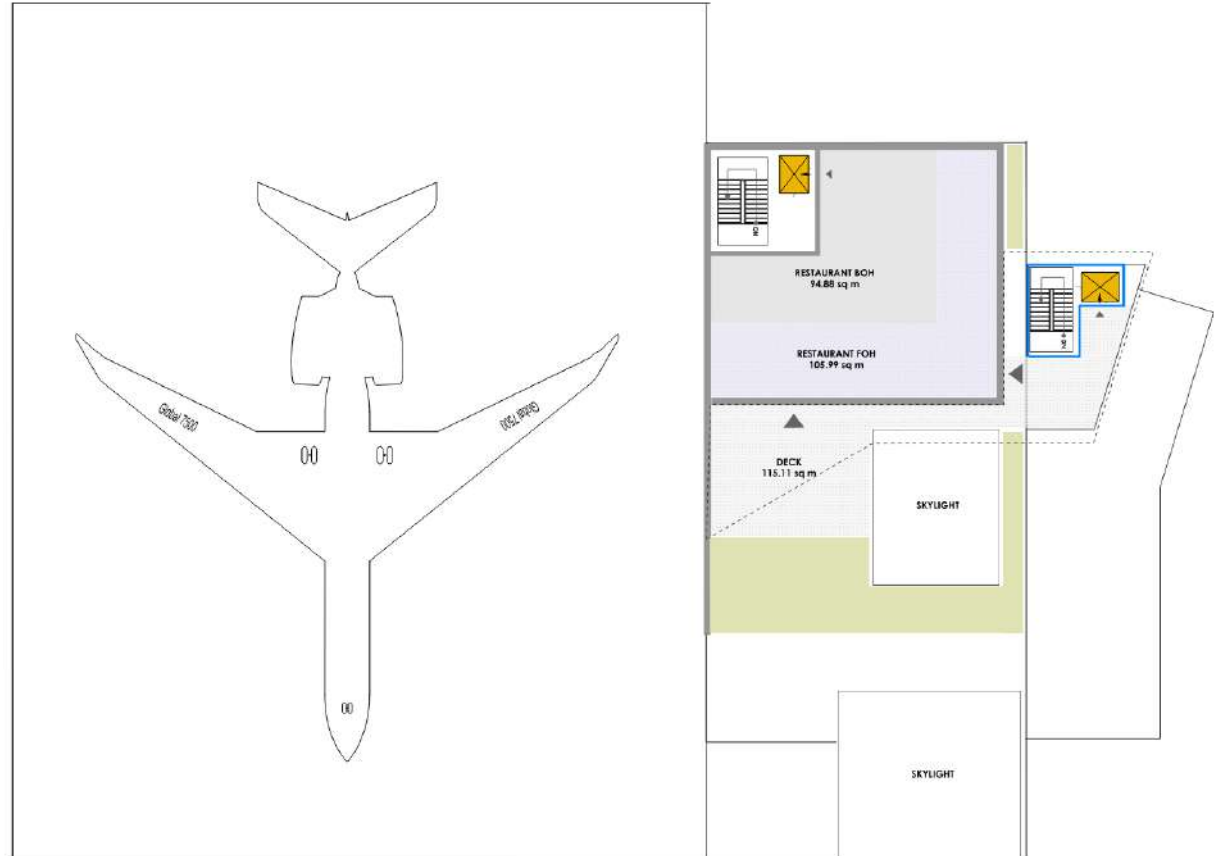 Global 7500
Global 7500
RESTAURANT BOH
94.88 sq m
RESTAURANT FOH
105.99 sq m
DECK
115.11 sq m
SKYLIGHT
SKYLIGHT
DN